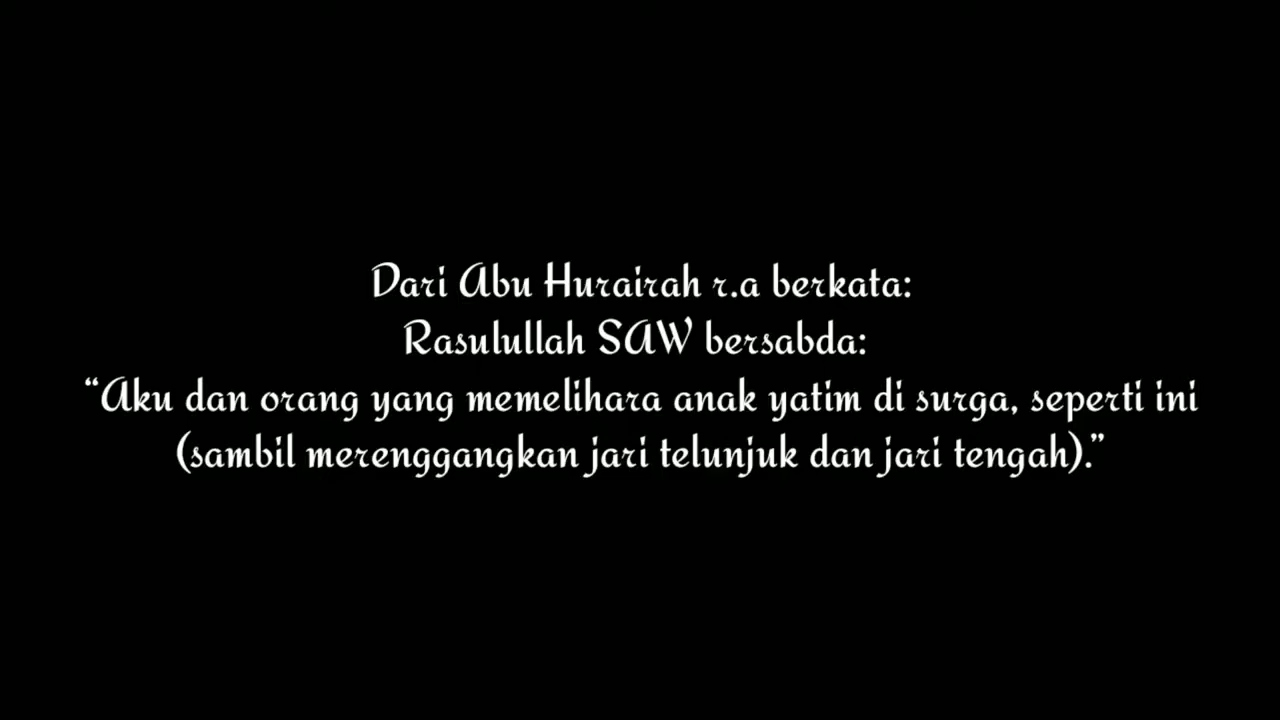 Dari Abu Hurairah r.a berkata:
Rasulullah SAW bersabda:
“Aku dan orang yang memelihara anak yatim di surga, seperti ini
(sambil merenggangkan jari telunjuk dan jari tengah).”